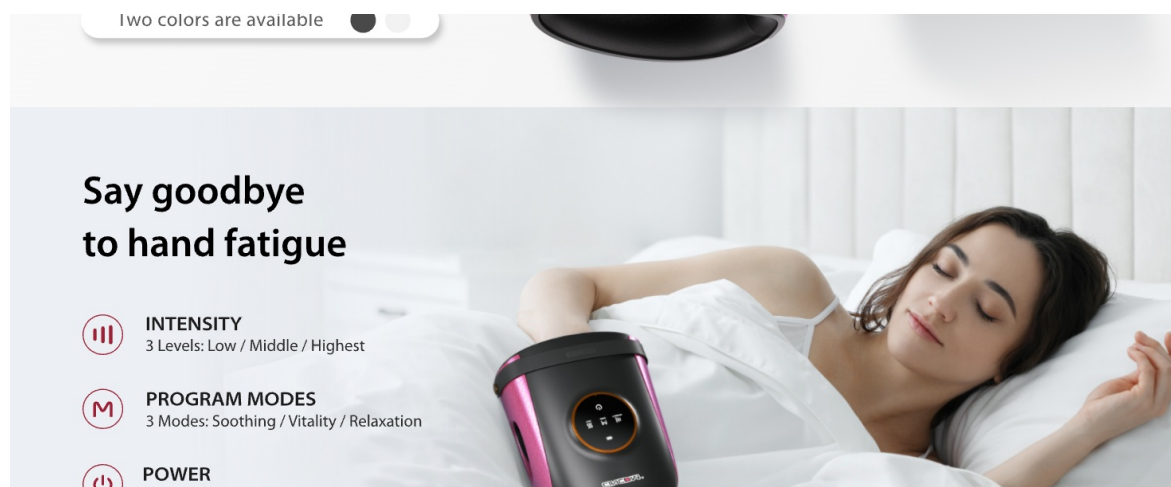 Two colors are available
Say goodbye
to hand fatigue
INTENSITY
3 Levels: Low / Middle / Highest
PROGRAM MODES
3 Modes: Soothing / Vitality / Relaxation
POWER